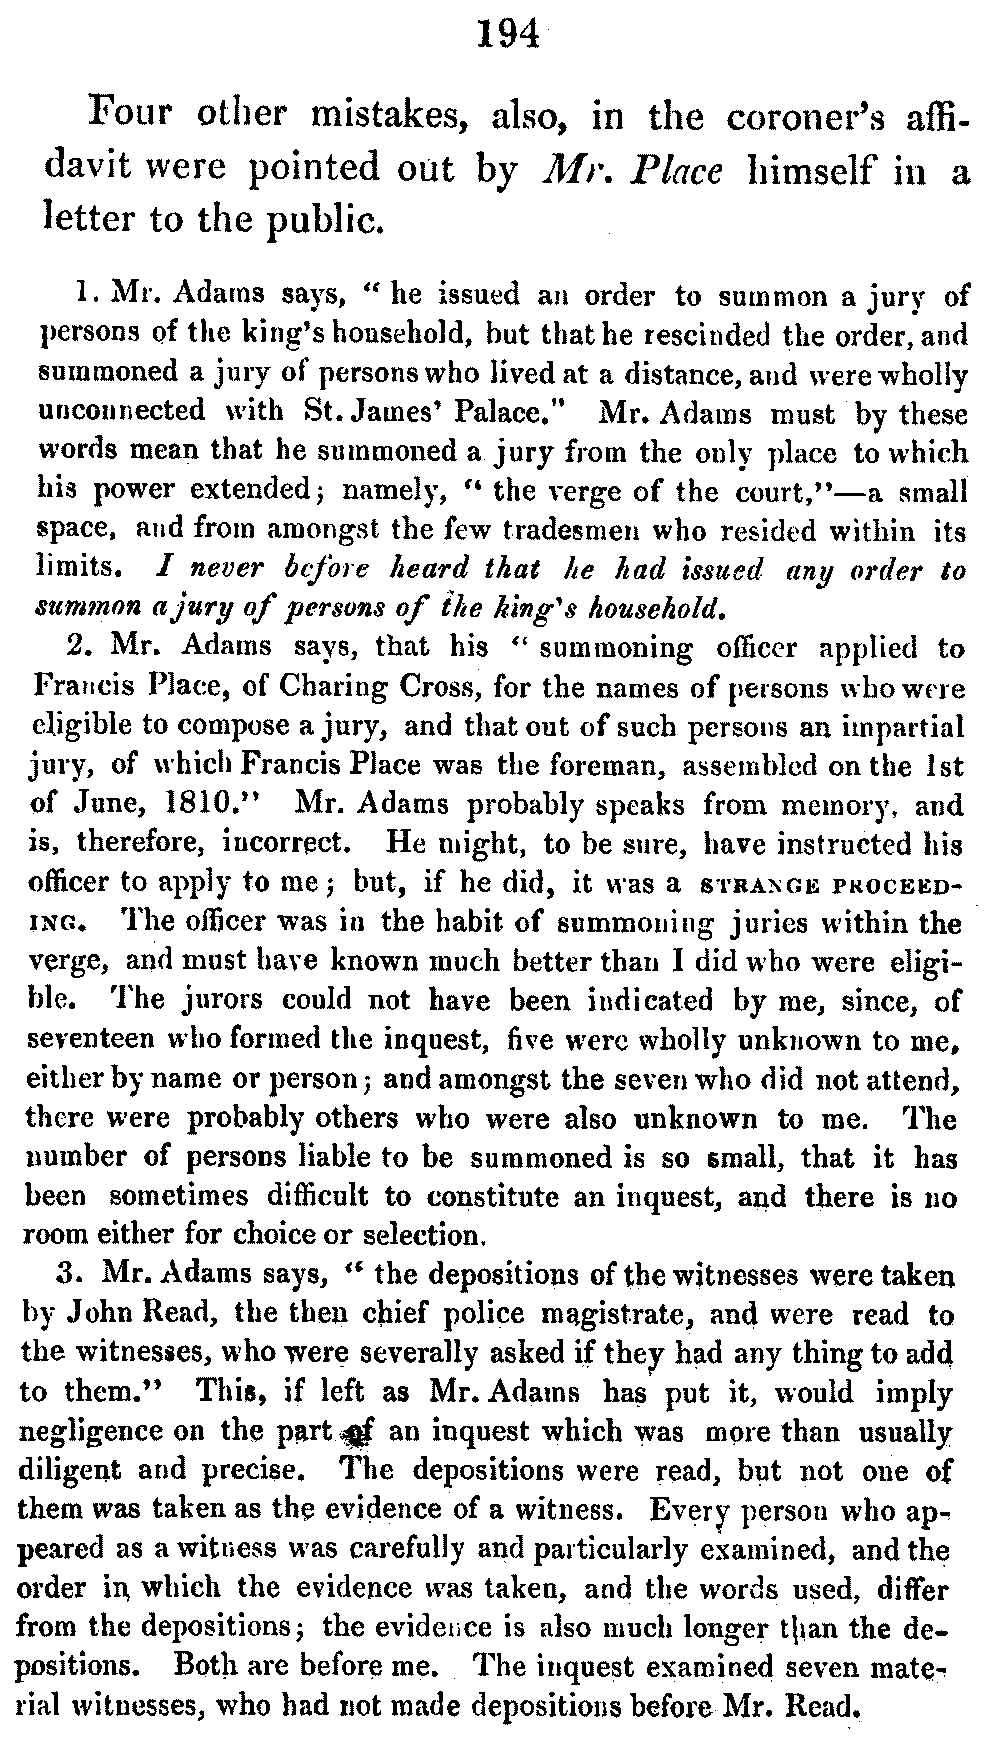 194
Four other mistakes, also, in the coroner's affi-
davit were pointed out by Mr. Place himself in a
letter to the public.
1. Mr. Adams says, “ he issued an order to summon a jury of
persons of the king's household, but that he rescinded the order, and
summoned a jury of persons who lived at a distance, and were wholly
unconnected with St. James' Palace." Mr. Adams must by these
words mean that he summoned a jury from the only place to which
his power extended; namely, “ the verge of the court,”—a small
space, and from amongst the few tradesmen who resided within its
limits. I never before heard that he had issued any order to
summon a jury of persons of the king's household.
2. Mr. Adams says, that his “ summoning officer applied to
Francis Place, of Charing Cross, for the names of persons who were
eligible to compose a jury, and that out of such persons an impartial
jury, of which Francis Place was the foreman, assembled on the 1st
of June, 1810.” Mr. Adams probably speaks from memory, and
is, therefore, incorrect. He might, to be sure, have instructed his
officer to apply to me; but, if he did, it was a STRANGE PROCEED-
ING. The officer was in the habit of summoning juries within the
verge, and must have known much better than I did who were eligi-
ble. The jurors could not have been indicated by me, since, of
seventeen who formed the inquest, five were wholly unknown to me,
either by name or person; and amongst the seven who did not attend,
there were probably others who were also unknown to me. The
number of persons liable to be summoned is so small, that it has
been sometimes difficult to constitute an inquest, and there is no
room either for choice or selection.
3. Mr. Adams says, “ the depositions of the witnesses were taken
by John Read, the then chief police magistrate, and were read to
the witnesses, who were severally asked if they had any thing to add
to them.” This, if left as Mr. Adams has put it, would imply
negligence on the part of an inquest which was more than usually
diligent and precise. The depositions were read, but not one of
them was taken as the evidence of a witness. Every person who ap-
peared as a witness was carefully and particularly examined, and the
order in which the evidence was taken, and the words used, differ
from the depositions; the evidence is also much longer than the de-
positions. Both are before me. The inquest examined seven mate-
rial witnesses, who had not made depositions before Mr. Read.